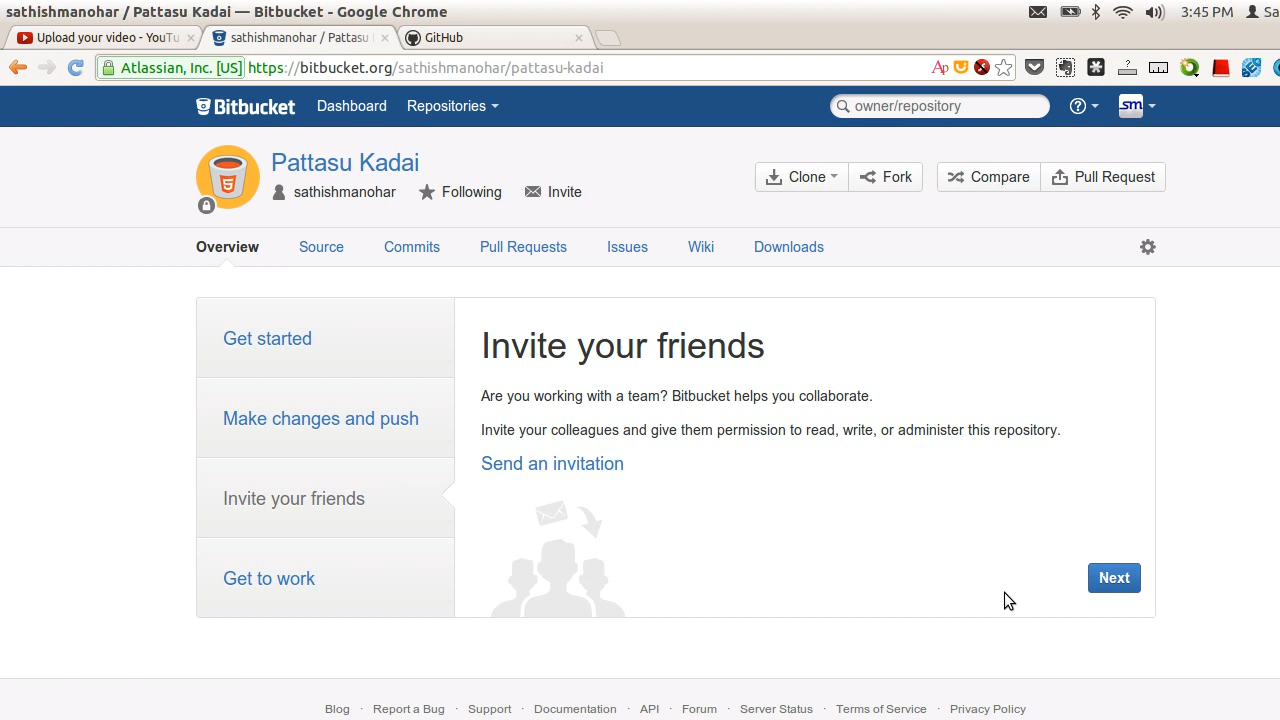 sathishmanohar / Pattasu Kadai — Bitbucket - Google Chrome
3:45 PM Sa
Upload your video - YouTu
sathishmanohar / Pattasu
GitHub
Atlassian, Inc. [US] https://bitbucket.org/sathishmanohar/pattasu-kadai
Bitbucket Dashboard Repositories owner/repository sm
Pattasu Kadai
sathishmanohar Following Invite
Clone Fork Compare Pull Request
Overview Source Commits Pull Requests Issues Wiki Downloads
Get started
Make changes and push
Invite your friends
Get to work
Invite your friends
Are you working with a team? Bitbucket helps you collaborate.
Invite your colleagues and give them permission to read, write, or administer this repository.
Send an invitation
Next
Blog · Report a Bug · Support · Documentation · API · Forum · Server Status · Terms of Service · Privacy Policy